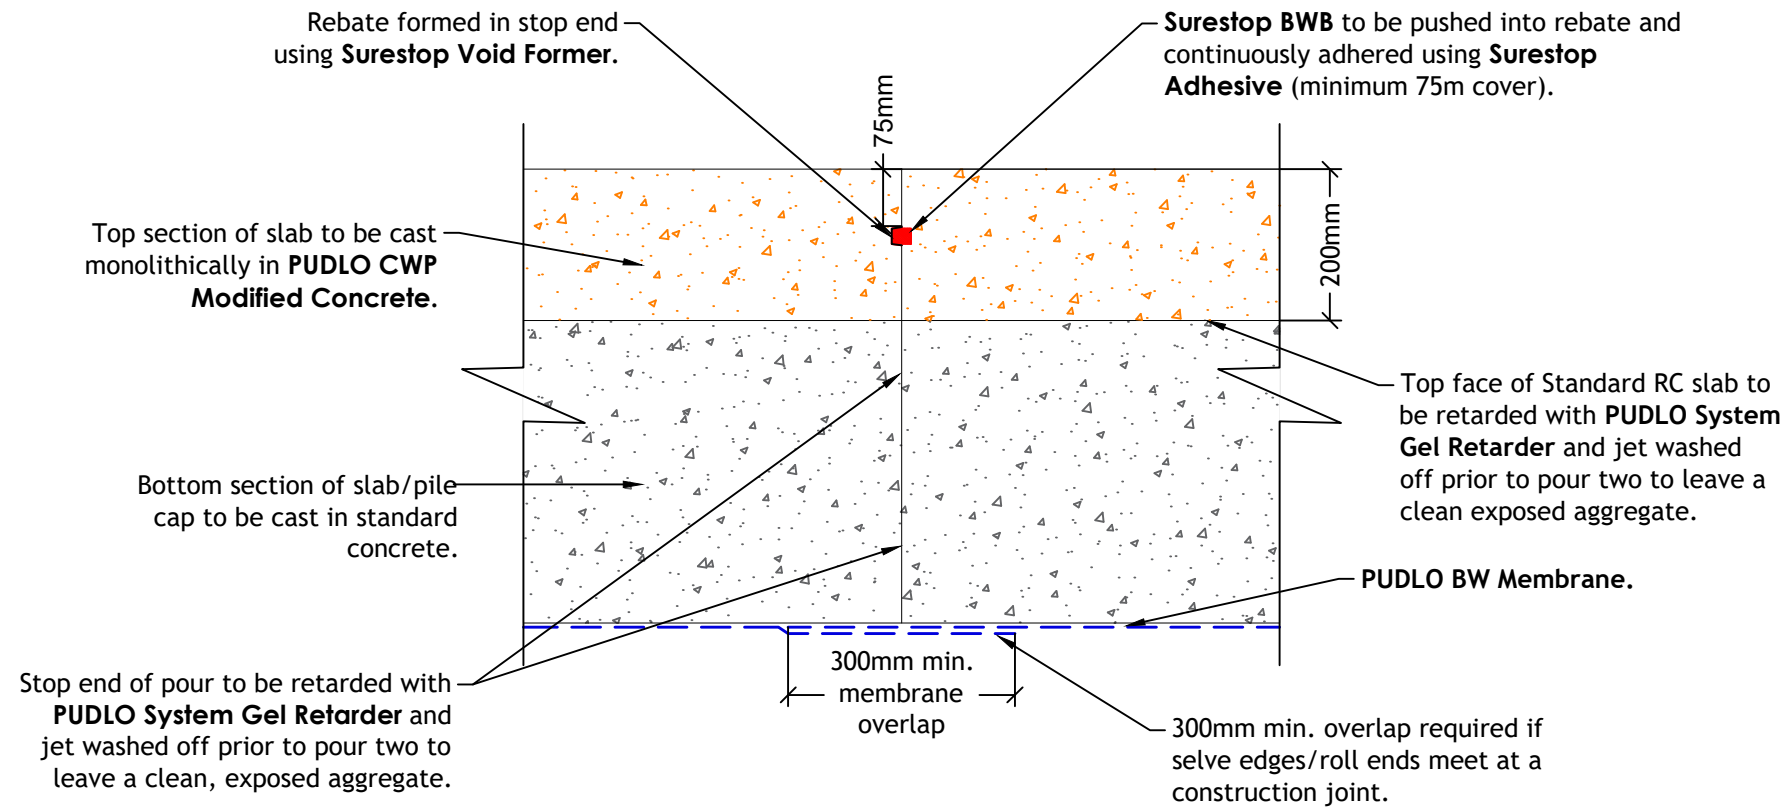 Rebate formed in stop end
using Surestop Void Former.
Surestop BWB to be pushed into rebate and
continuously adhered using Surestop
Adhesive (minimum 75m cover).
75mm
200mm
Top section of slab to be cast
monolithically in PUDLO CWP
Modified Concrete.
Top face of Standard RC slab to
be retarded with PUDLO System
Gel Retarder and jet washed
off prior to pour two to leave a
clean exposed aggregate.
Bottom section of slab/pile
cap to be cast in standard
concrete.
PUDLO BW Membrane.
Stop end of pour to be retarded with
PUDLO System Gel Retarder and
jet washed off prior to pour two to
leave a clean, exposed aggregate.
300mm min.
membrane
overlap
300mm min. overlap required if
selve edges/roll ends meet at a
construction joint.